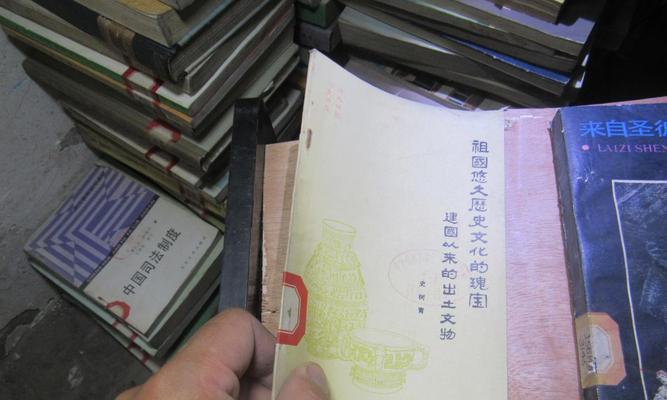 祖國悠久歷史文化的瑰宝
建國以来的出土文物
史树青
中国司法制度
来自圣彼
LAIZI SHEN